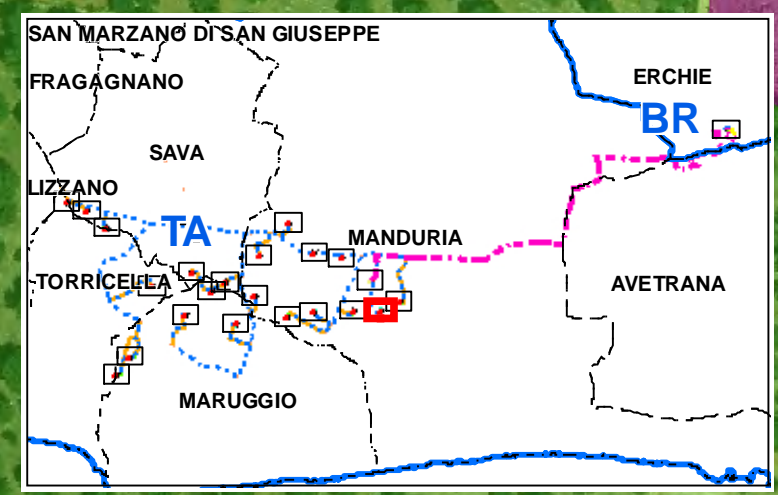 SAN MARZANO DI SAN GIUSEPPE
FRAGAGNANO
ERCHIE
BR
SAVA
LIZZANO
TA
MANDURIA
TORRICELLA
AVETRANA
MARUGGIO